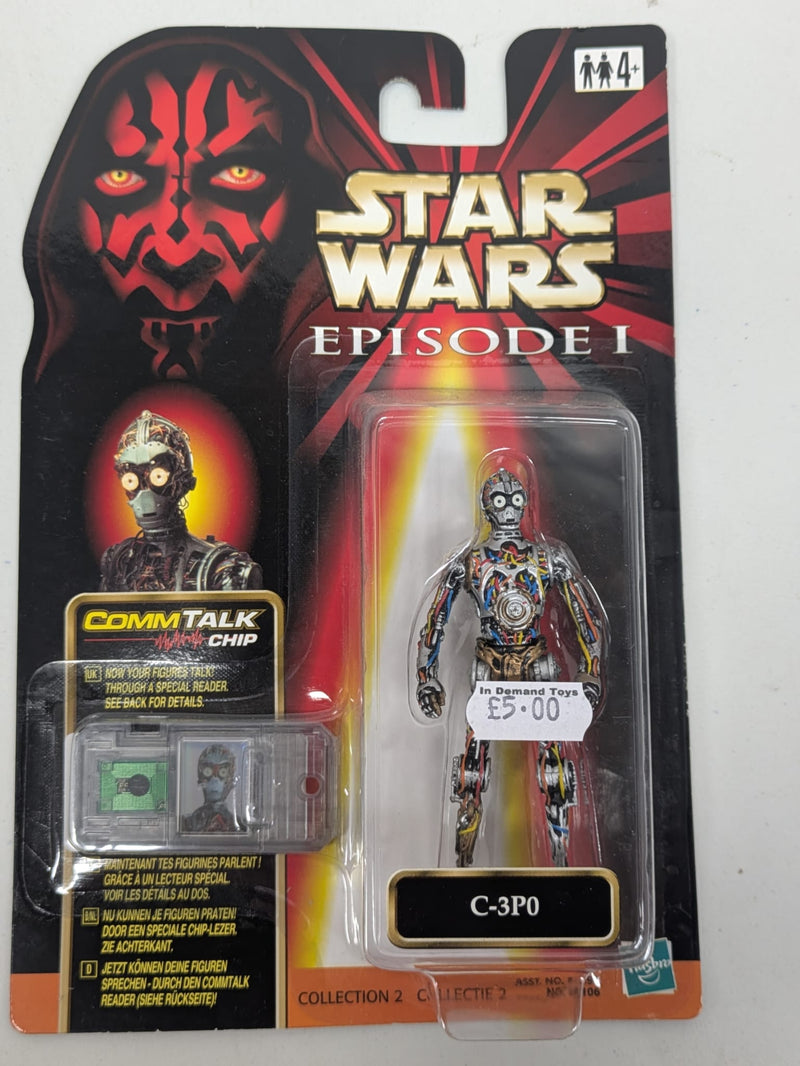 4+
STAR
WARS
EPISODE I
COMMTALK
CHIP
UK NOW YOUR FIGURES TALK!
THROUGH A SPECIAL READER.
SEE BACK FOR DETAILS.
In Demand Toys
£5.00
MAINTENANT TES FIGURINES PARLENT !
GRÂCE À UN LECTEUR SPÉCIAL.
VOIR LES DÉTAILS AU DOS.
B/NL NU KUNNEN JE FIGUREN PRATEN!
DOOR EEN SPECIALE CHIP-LEZER.
ZIE ACHTERKANT.
D JETZT KÖNNEN DEINE FIGUREN
SPRECHEN - DURCH DEN COMMTALK
READER (SIEHE RÜCKSEITE)!
C-3P0
COLLECTION 2 COLLECTIE 2
ASST. NO.
NO.
Hasbro